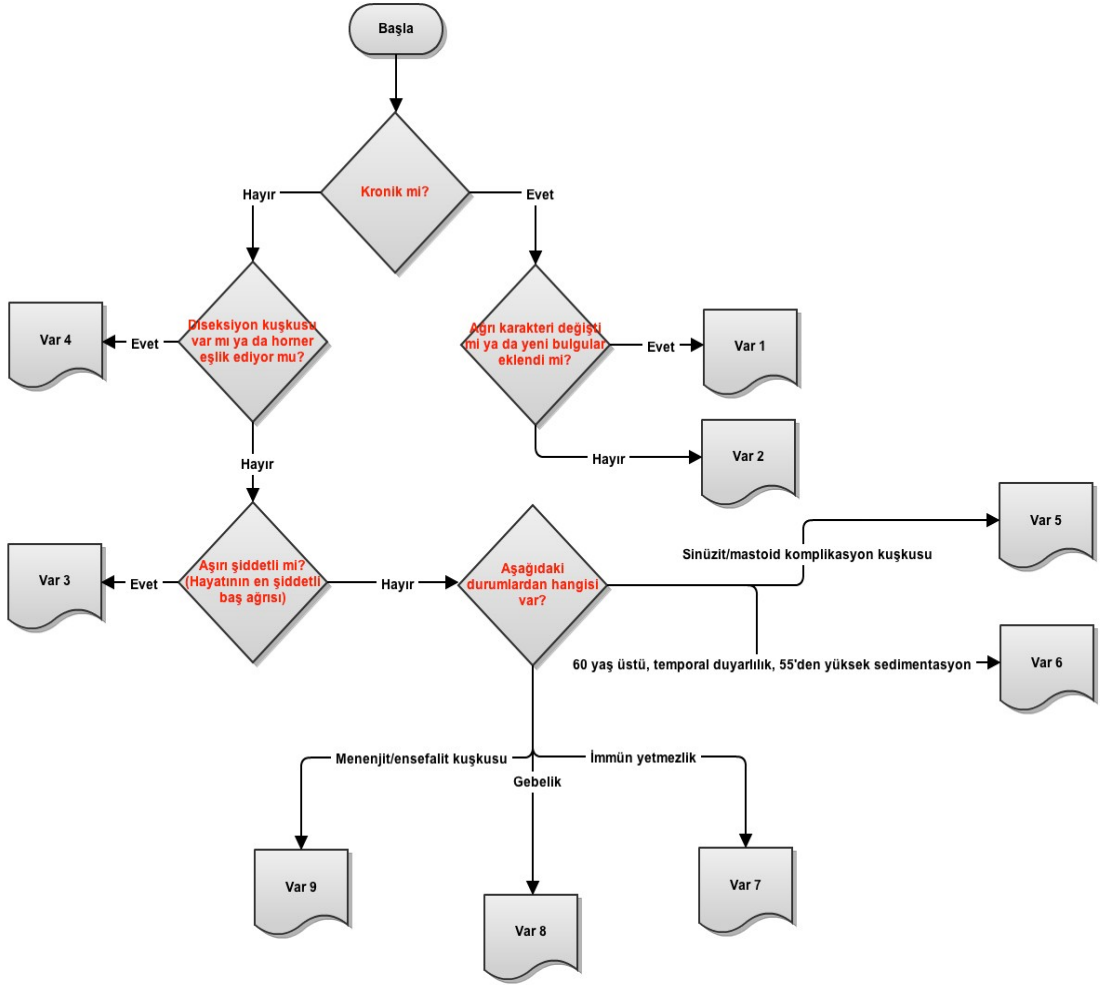 Başla
Kronik mi?
Hayır
Evet
Diseksiyon kuşkusu
var mı ya da horner
eşlik ediyor mu?
Ağrı karakteri değişti
mi ya da yeni bulgular
eklendi mi?
Var 4
Evet
Evet
Var 1
Hayır
Var 2
Hayır
Aşırı şiddetli mi?
(Hayatının en şiddetli
baş ağrısı)
Var 3
Evet
Hayır
Aşağıdaki
durumlardan hangisi
var?
Sinüzit/mastoid komplikasyon kuşkusu
Var 5
60 yaş üstü, temporal duyarlılık, 55'den yüksek sedimentasyon
Var 6
Menenjit/ensefalit kuşkusu
Gebelik
İmmün yetmezlik
Var 9
Var 8
Var 7